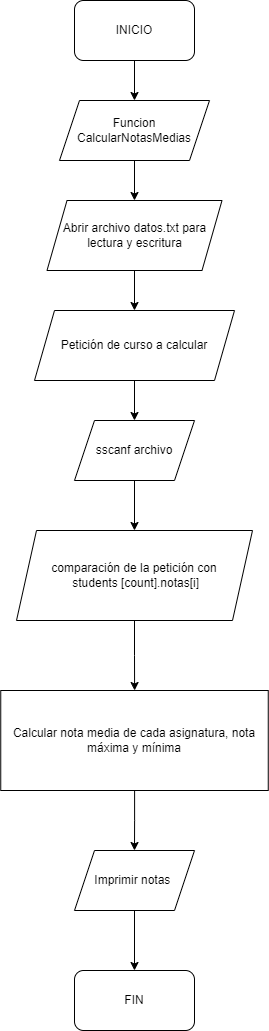 INICIO
Funcion
CalcularNotasMedias
Abrir archivo datos.txt para
lectura y escritura
Petición de curso a calcular
sscanf archivo
comparación de la petición con
students [count].notas[i]
Calcular nota media de cada asignatura, nota
máxima y mínima
Imprimir notas
FIN